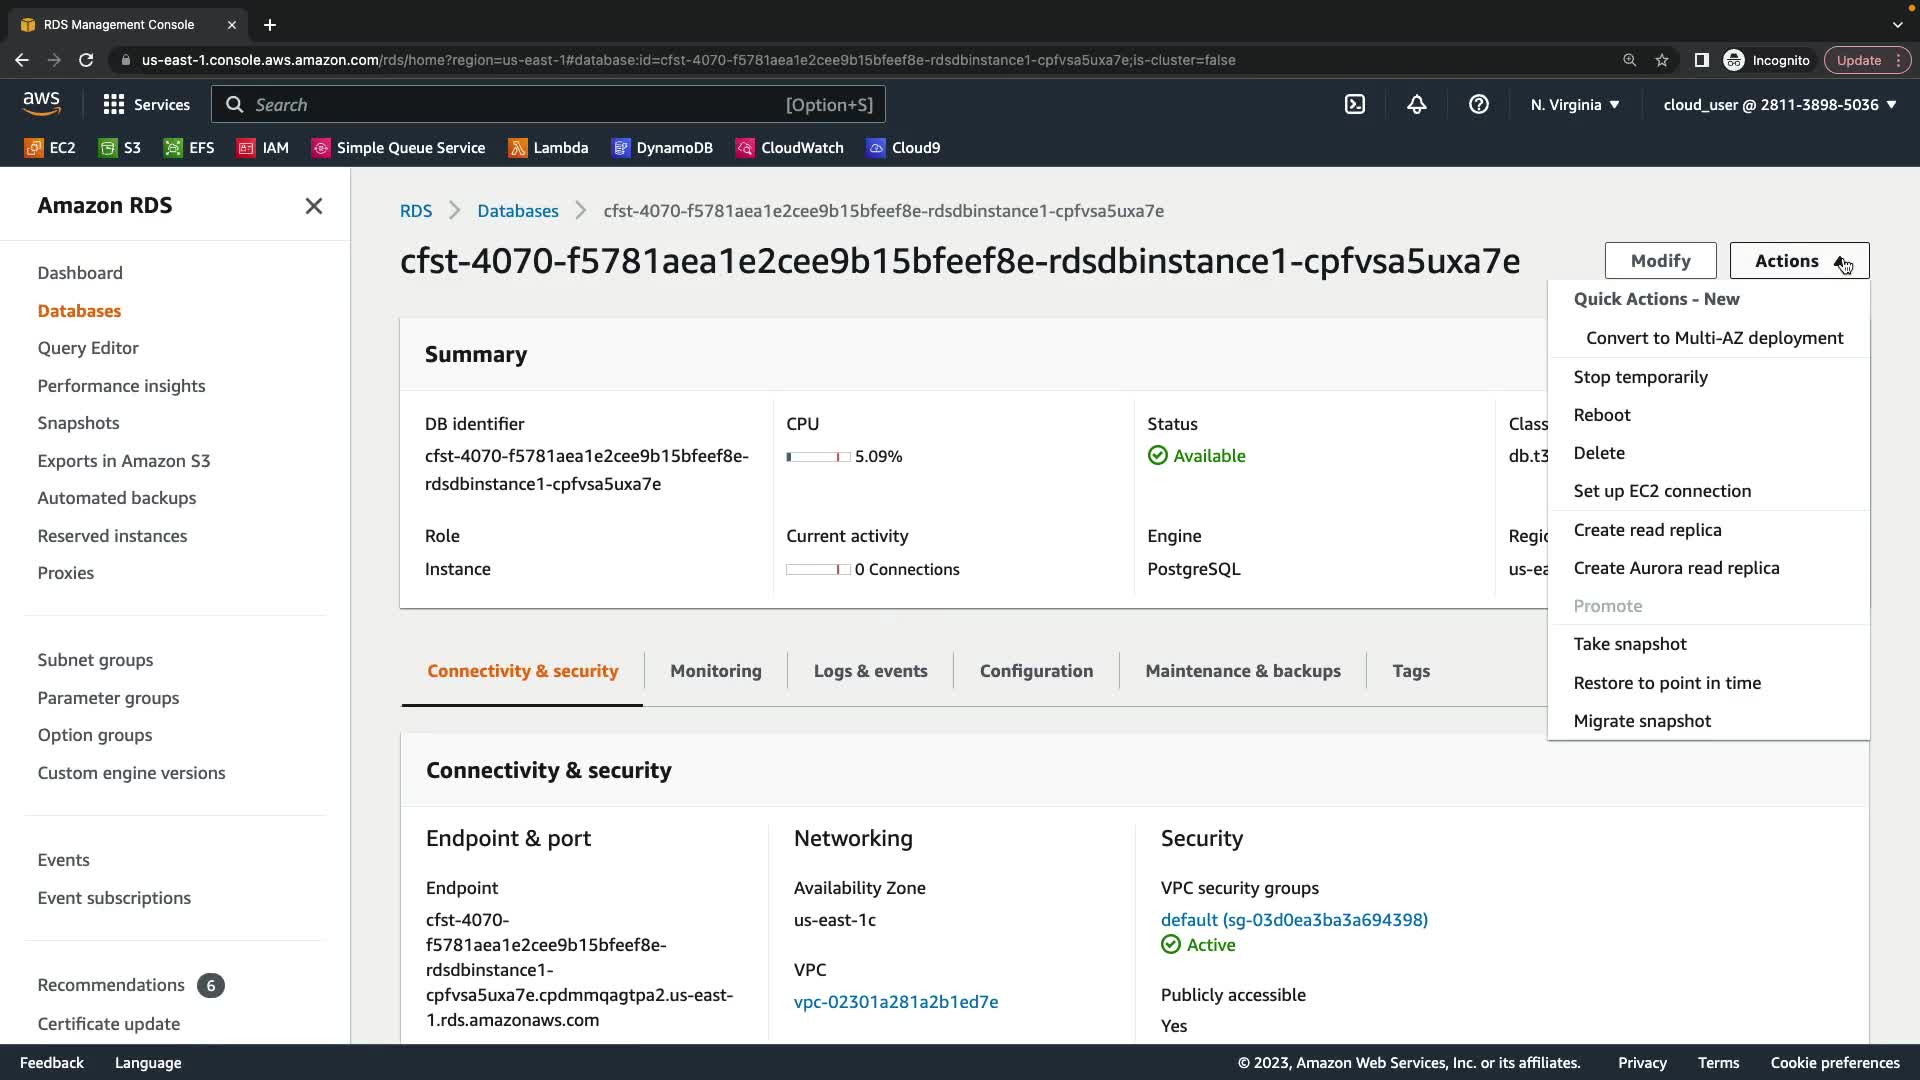 RDS Management Console
us-east-1.console.aws.amazon.com/rds/home?region=us-east-1#database:id=cfst-4070-f5781aea1e2cee9b15bfeef8e-rdsdbinstance1-cpfvsa5uxa7e;is-cluster=false
Incognito
Update
aws
Services
Search
[Option+S]
N. Virginia
cloud_user @ 2811-3898-5036
EC2
S3
EFS
IAM
Simple Queue Service
Lambda
DynamoDB
CloudWatch
Cloud9
Amazon RDS
Dashboard
Databases
Query Editor
Performance insights
Snapshots
Exports in Amazon S3
Automated backups
Reserved instances
Proxies
Subnet groups
Parameter groups
Option groups
Custom engine versions
Events
Event subscriptions
Recommendations 6
Certificate update
RDS
Databases
cfst-4070-f5781aea1e2cee9b15bfeef8e-rdsdbinstance1-cpfvsa5uxa7e
cfst-4070-f5781aea1e2cee9b15bfeef8e-rdsdbinstance1-cpfvsa5uxa7e
Modify
Actions
Quick Actions - New
Convert to Multi-AZ deployment
Stop temporarily
Reboot
Delete
Set up EC2 connection
Create read replica
Create Aurora read replica
Promote
Take snapshot
Restore to point in time
Migrate snapshot
Summary
DB identifier
cfst-4070-f5781aea1e2cee9b15bfeef8e-
rdsdbinstance1-cpfvsa5uxa7e
CPU
5.09%
Status
Available
Class
db.t3
Role
Instance
Current activity
0 Connections
Engine
PostgreSQL
Regio
us-ea
Connectivity & security
Monitoring
Logs & events
Configuration
Maintenance & backups
Tags
Connectivity & security
Endpoint & port
Endpoint
cfst-4070-
f5781aea1e2cee9b15bfeef8e-
rdsdbinstance1-
cpfvsa5uxa7e.cpdmmqagtpa2.us-east-
1.rds.amazonaws.com
Networking
Availability Zone
us-east-1c
VPC
vpc-02301a281a2b1ed7e
Security
VPC security groups
default (sg-03d0ea3ba3a694398)
Active
Publicly accessible
Yes
Feedback
Language
© 2023, Amazon Web Services, Inc. or its affiliates.
Privacy
Terms
Cookie preferences